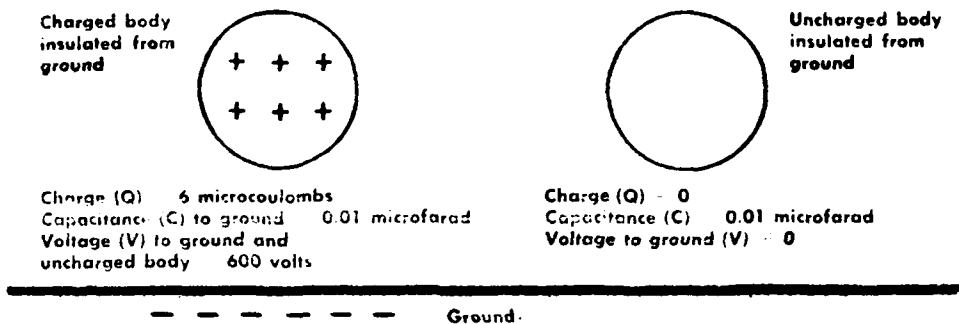 Charged body
insulated from
ground
Uncharged body
insulated from
ground
+ + +
+ + +
Charge (Q) 6 microcoulombs
Capacitance (C) to ground 0.01 microfarad
Voltage (V) to ground and
uncharged body 600 volts
Charge (Q) - 0
Capacitance (C) 0.01 microfarad
Voltage to ground (V) - 0
Ground